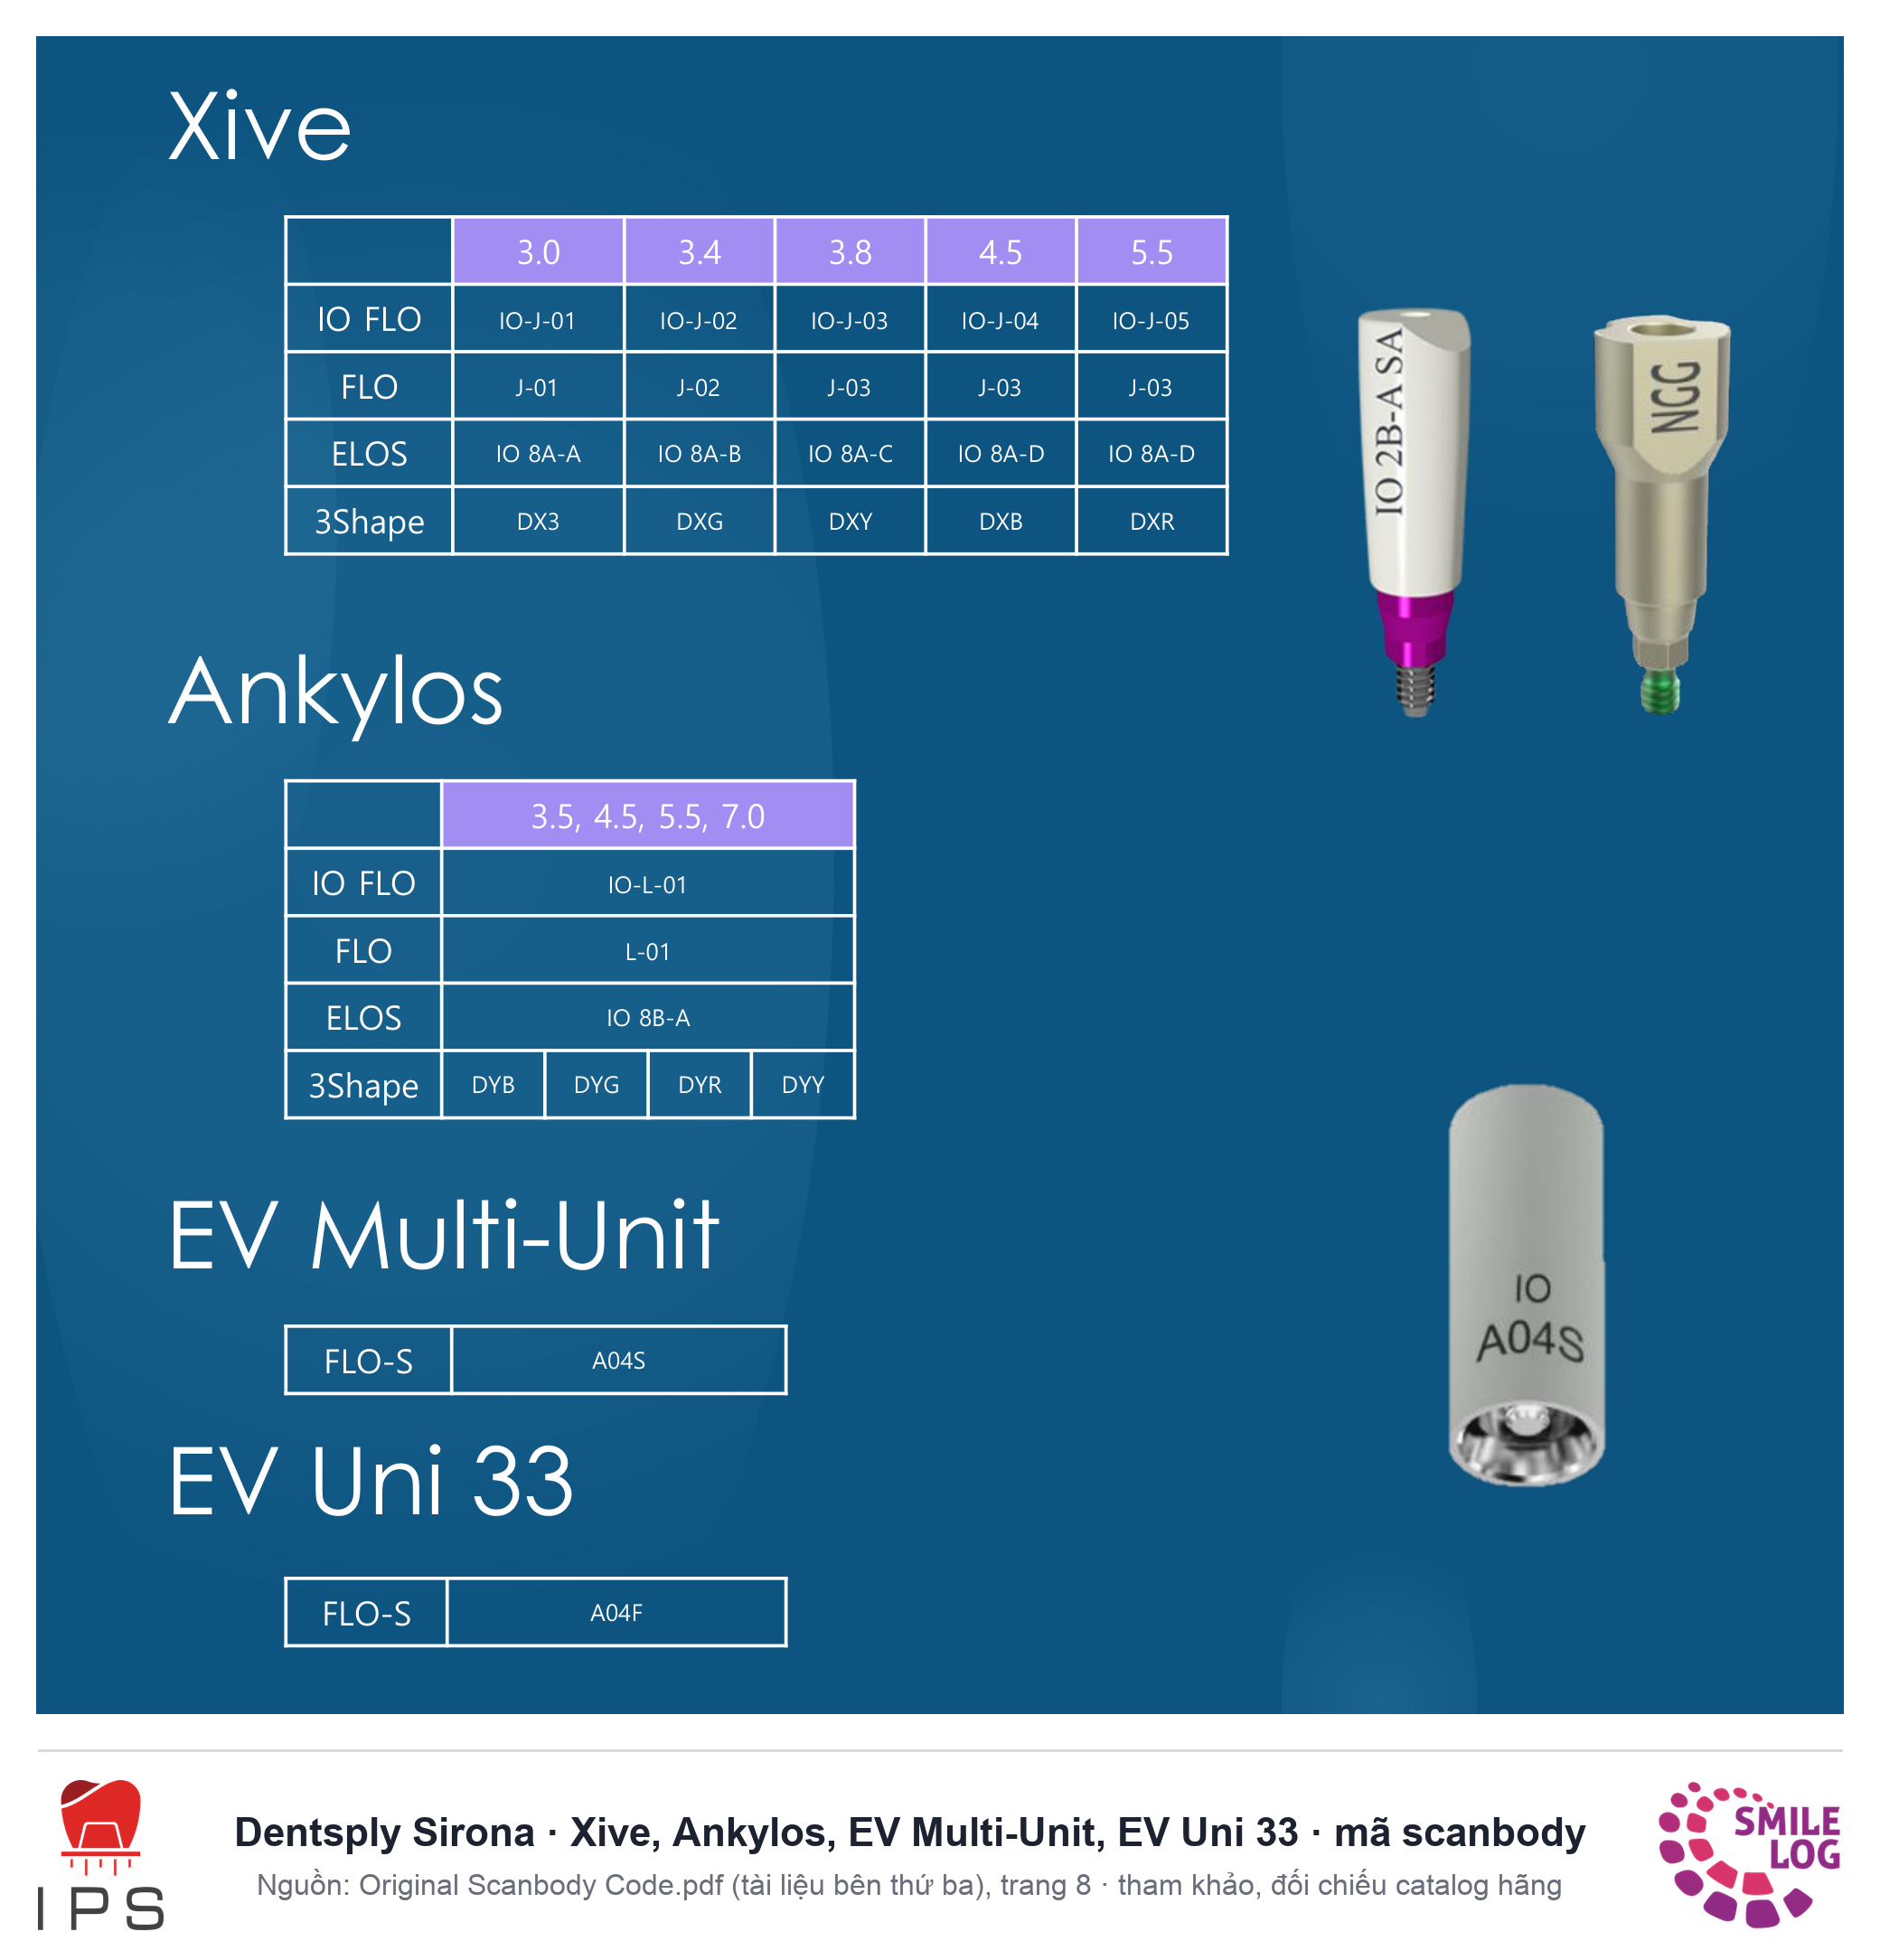 Xive
3.0 3.4 3.8 4.5 5.5
IO FLO IO-J-01 IO-J-02 IO-J-03 IO-J-04 IO-J-05
FLO J-01 J-02 J-03 J-03 J-03
ELOS IO 8A-A IO 8A-B IO 8A-C IO 8A-D IO 8A-D
3Shape DX3 DXG DXY DXB DXR
IO 2B-A SA
NGG
Ankylos
3.5, 4.5, 5.5, 7.0
IO FLO IO-L-01
FLO L-01
ELOS IO 8B-A
3Shape DYB DYG DYR DYY
EV Multi-Unit
FLO-S A04S
IO
A04S
EV Uni 33
FLO-S A04F
IPS
Dentsply Sirona · Xive, Ankylos, EV Multi-Unit, EV Uni 33 · mã scanbody
Nguồn: Original Scanbody Code.pdf (tài liệu bên thứ ba), trang 8 · tham khảo, đối chiếu catalog hãng
SMILE
LOG